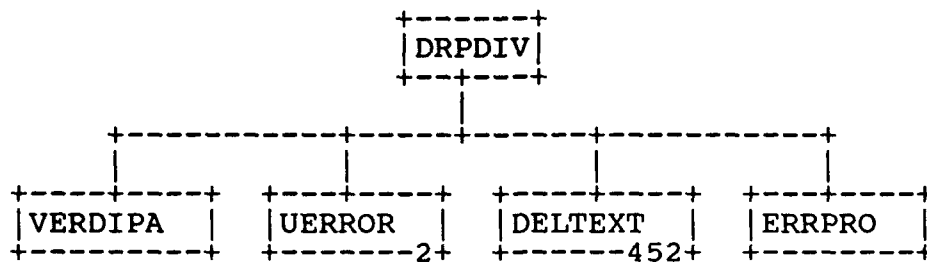 DRPDIV
VERDIPA UERROR DELTEXT ERRPRO
2 452